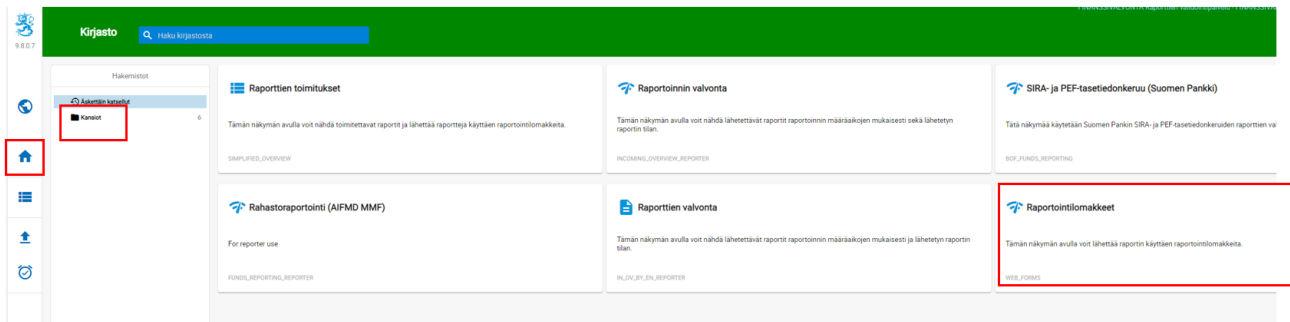 9.8.0.7
Kirjasto
Haku kirjastosta
Hakemistot
Äskettäin katsellut
Kansiot 6
Raporttien toimitukset
Tämän näkymän avulla voit nähdä toimitettavat raportit ja lähettää raportteja käyttäen raportointilomakkeita.
SIMPLIFIED_OVERVIEW
Raportoinnin valvonta
Tämän näkymän avulla voit nähdä lähetettävät raportit raportoinnin määräaikojen mukaisesti sekä lähetetyn
raportin tilan.
INCOMING_OVERVIEW_REPORTER
SIRA- ja PEF-tasetiedonkeruu (Suomen Pankki)
Tätä näkymää käytetään Suomen Pankin SIRA- ja PEF-tasetiedonkeruiden raporttien
BOF_FUNDS_REPORTING
Rahastoraportointi (AIFMD MMF)
For reporter use
FUNDS_REPORTING_REPORTER
Raporttien valvonta
Tämän näkymän avulla voit nähdä lähetettävät raportit raportoinnin määräaikojen mukaisesti ja lähetetyn raportin
tilan.
IN_OV_BY_EN_REPORTER
Raportointilomakkeet
Tämän näkymän avulla voit lähettää raportin käyttäen raportointilomakkeita.
WEB_FORMS